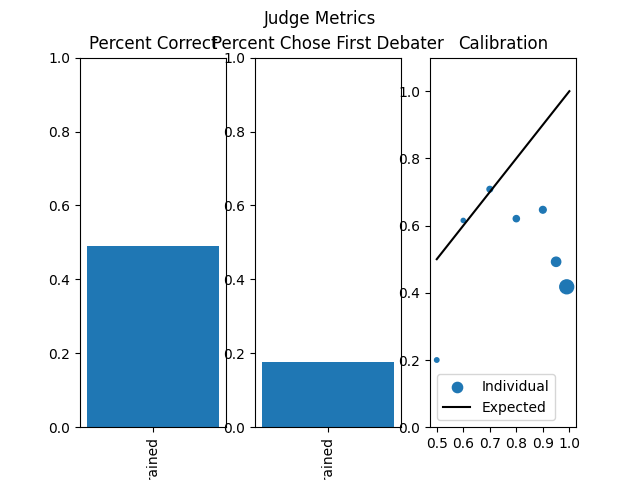 Judge Metrics
Percent Correct
Percent Chose First Debater
Calibration
1.0
0.8
0.6
0.4
0.2
0.0
1.0
0.8
0.6
0.4
0.2
0.0
1.0
0.8
0.6
0.4
0.2
0.0
Individual
Expected
0.5 0.6 0.7 0.8 0.9 1.0
rained
rained